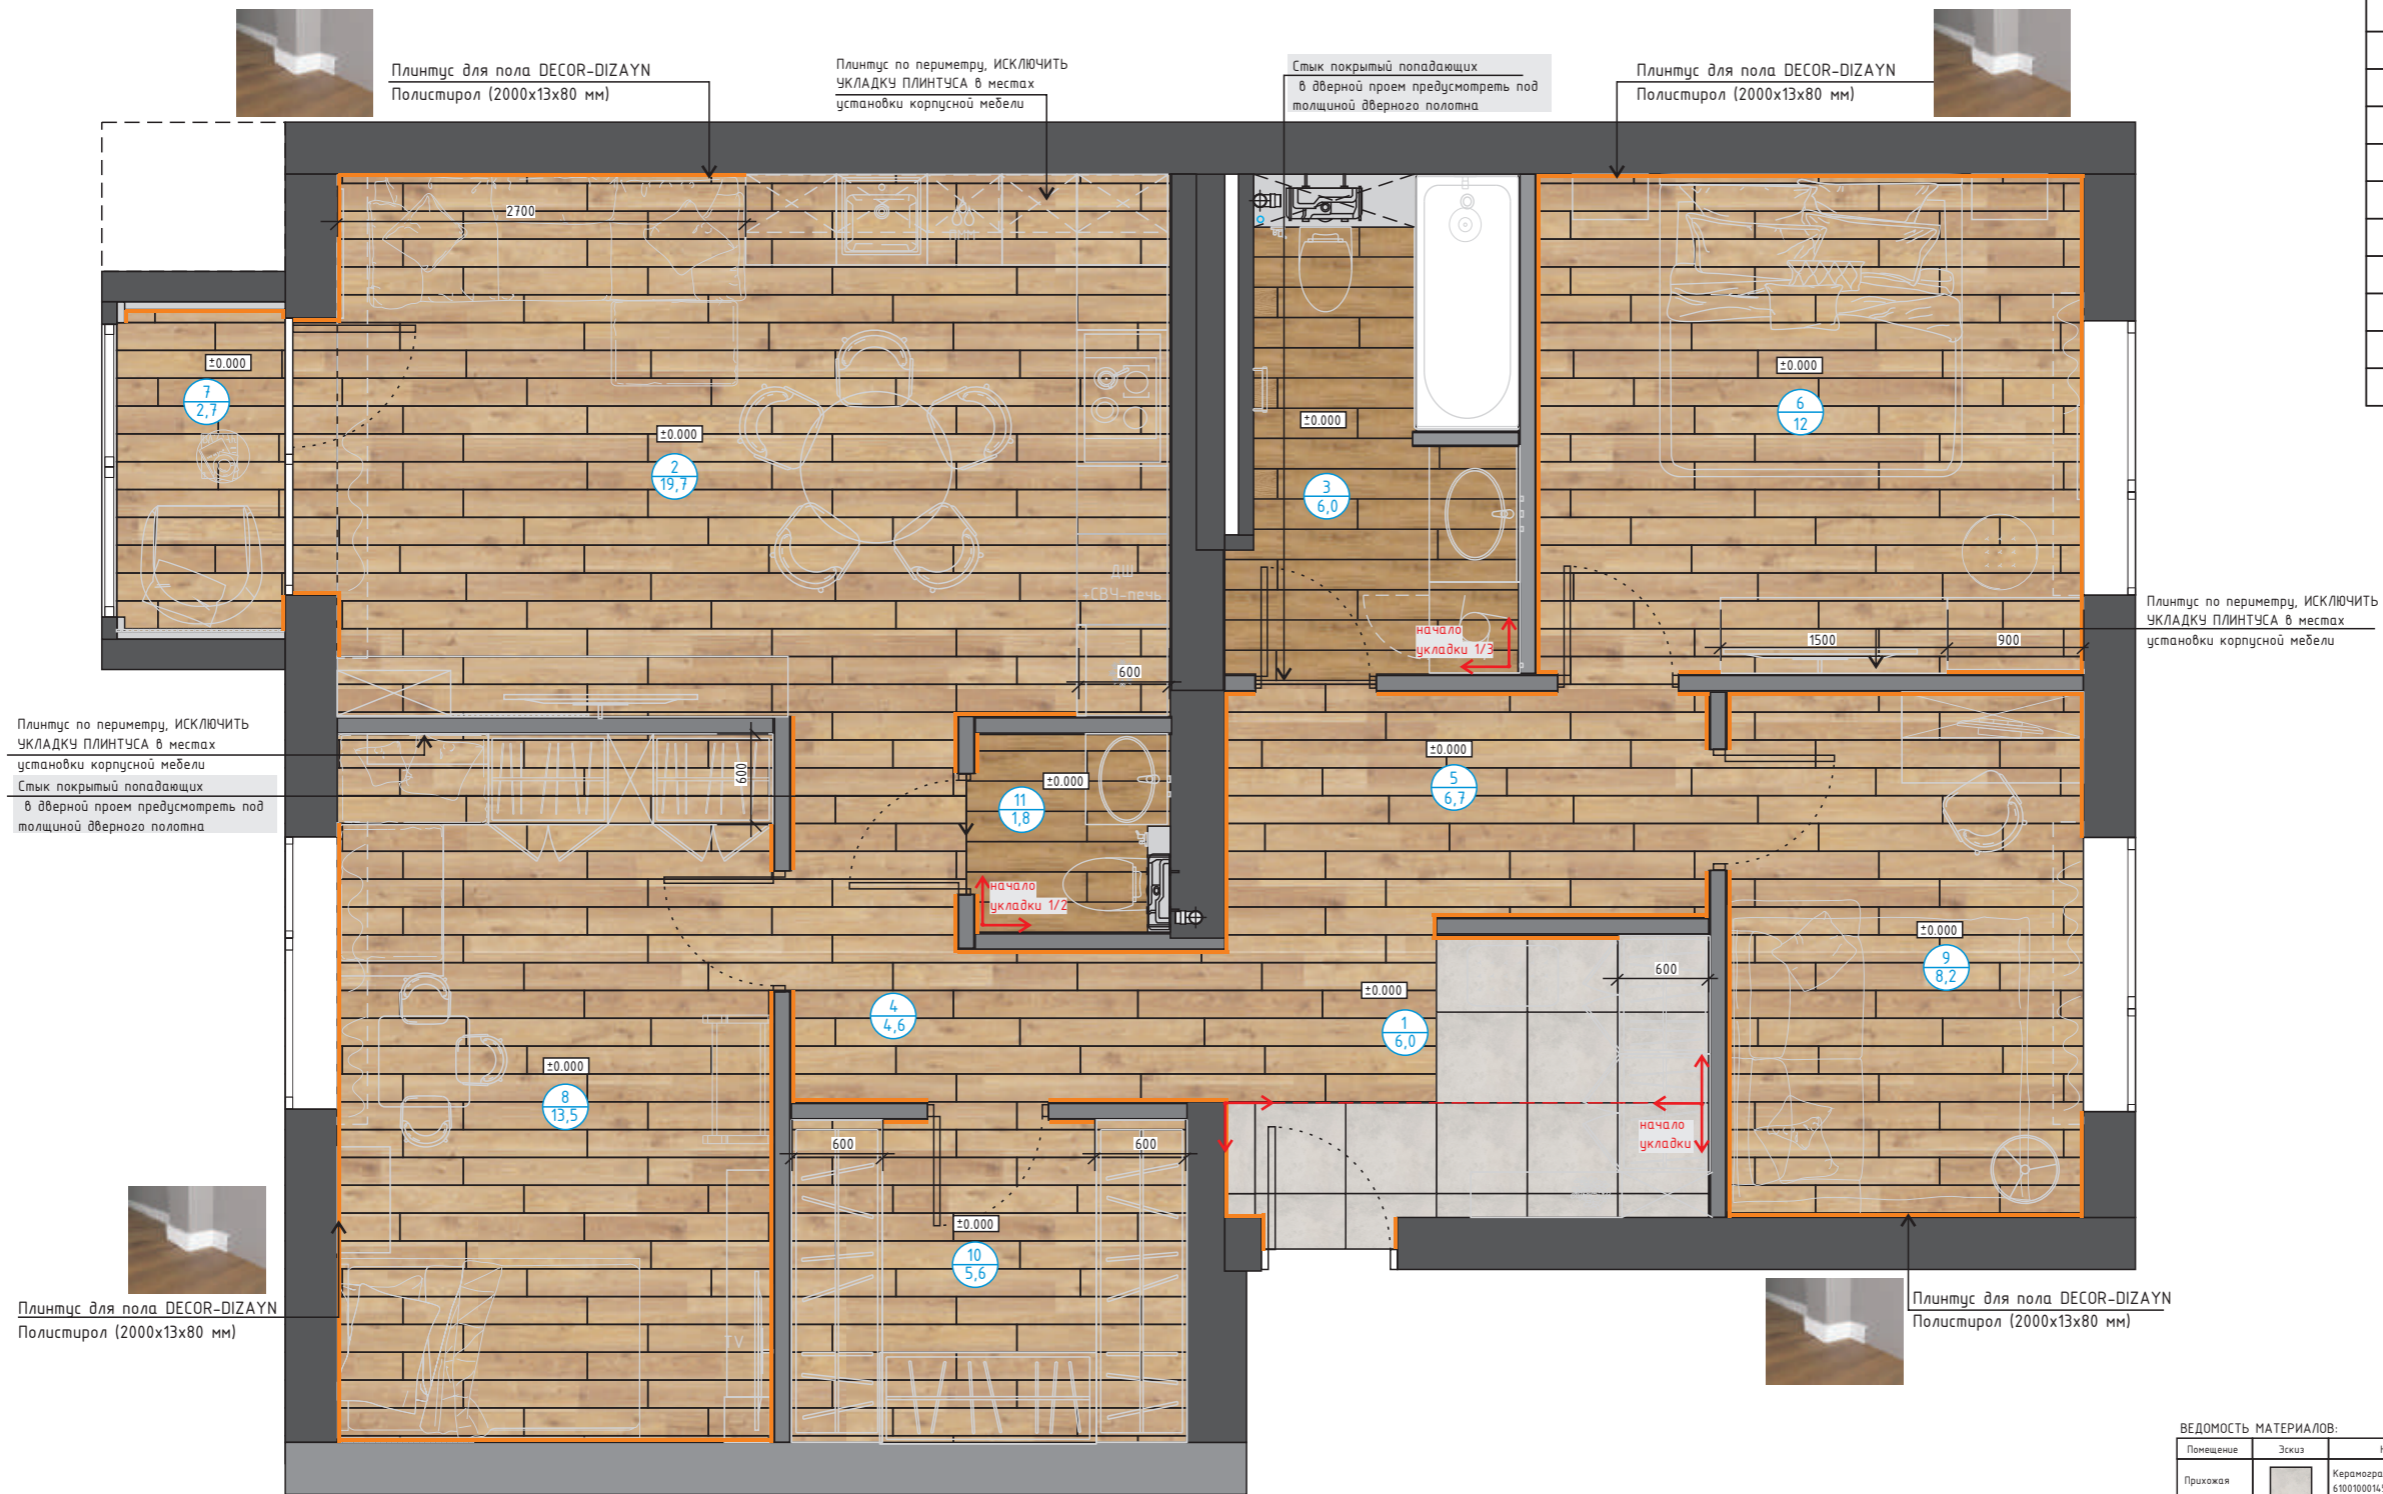 Плинтус для пола DECOR-DIZAYN
Полистирол (2000х13х80 мм)
Плинтус по периметру, ИСКЛЮЧИТЬ
УКЛАДКУ ПЛИНТУСА в местах
установки корпусной мебели
Стык покрытый попадающих
в дверной проем предусмотреть под
толщиной дверного полотна
Плинтус для пола DECOR-DIZAYN
Полистирол (2000х13х80 мм)
2700
ПММ
±0.000
7
2,7
±0.000
2
19,7
±0.000
3
6,0
±0.000
6
12
ДШ
+СВЧ-печь
600
начало
укладки 1/3
1500
900
Плинтус по периметру, ИСКЛЮЧИТЬ
УКЛАДКУ ПЛИНТУСА в местах
установки корпусной мебели
Плинтус по периметру, ИСКЛЮЧИТЬ
УКЛАДКУ ПЛИНТУСА в местах
установки корпусной мебели
Стык покрытый попадающих
в дверной проем предусмотреть под
толщиной дверного полотна
600
±0.000
11
1,8
начало
укладки 1/2
±0.000
5
6,7
±0.000
9
8,2
600
±0.000
1
6,0
4
4,6
±0.000
8
13,5
600
600
начало
укладки
±0.000
10
5,6
TV
Плинтус для пола DECOR-DIZAYN
Полистирол (2000х13х80 мм)
Плинтус для пола DECOR-DIZAYN
Полистирол (2000х13х80 мм)
ВЕДОМОСТЬ МАТЕРИАЛОВ:
Помещение
Эскиз
Прихожая